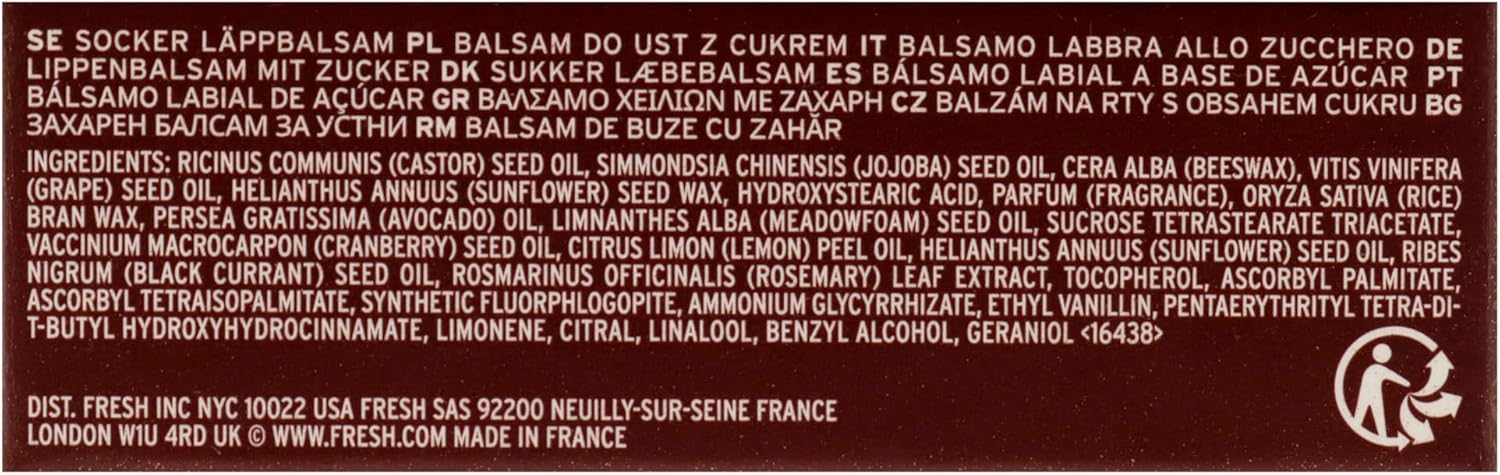 SE SOCKER LÄPPBALSAM PL BALSAM DO UST Z CUKREM IT BALSAMO LABBRA ALLO ZUCCHERO DE
LIPPENBALSAM MIT ZUCKER DK SUKKER LÆBEBALSAM ES BÁLSAMO LABIAL A BASE DE AZÚCAR PT
BÁLSAMO LABIAL DE AÇÚCAR GR ΒΑΛΣΑΜΟ ΧΕΙΛΙΩΝ ΜΕ ΖΑΧΑΡΗ CZ BALZÁM NA RTY S OBSAHEM CUKRU BG
ЗАХАРЕН БАЛСАМ ЗА УСТНИ RM BALSAM DE BUZE CU ZAHĂR
INGREDIENTS: RICINUS COMMUNIS (CASTOR) SEED OIL, SIMMONDSIA CHINENSIS (JOJOBA) SEED OIL, CERA ALBA (BEESWAX), VITIS VINIFERA
(GRAPE) SEED OIL, HELIANTHUS ANNUUS (SUNFLOWER) SEED WAX, HYDROXYSTEARIC ACID, PARFUM (FRAGRANCE), ORYZA SATIVA (RICE)
BRAN WAX, PERSEA GRATISSIMA (AVOCADO) OIL, LIMNANTHES ALBA (MEADOWFOAM) SEED OIL, SUCROSE TETRASTEARATE TRIACETATE,
VACCINIUM MACROCARPON (CRANBERRY) SEED OIL, CITRUS LIMON (LEMON) PEEL OIL, HELIANTHUS ANNUUS (SUNFLOWER) SEED OIL, RIBES
NIGRUM (BLACK CURRANT) SEED OIL, ROSMARINUS OFFICINALIS (ROSEMARY) LEAF EXTRACT, TOCOPHEROL, ASCORBYL PALMITATE,
ASCORBYL TETRAISOPALMITATE, SYNTHETIC FLUORPHLOGOPITE, AMMONIUM GLYCYRRHIZATE, ETHYL VANILLIN, PENTAERYTHRITYL TETRA-DI-
T-BUTYL HYDROXYHYDROCINNAMATE, LIMONENE, CITRAL, LINALOOL, BENZYL ALCOHOL, GERANIOL <16438>
DIST. FRESH INC NYC 10022 USA FRESH SAS 92200 NEUILLY-SUR-SEINE FRANCE
LONDON W1U 4RD UK © WWW.FRESH.COM MADE IN FRANCE